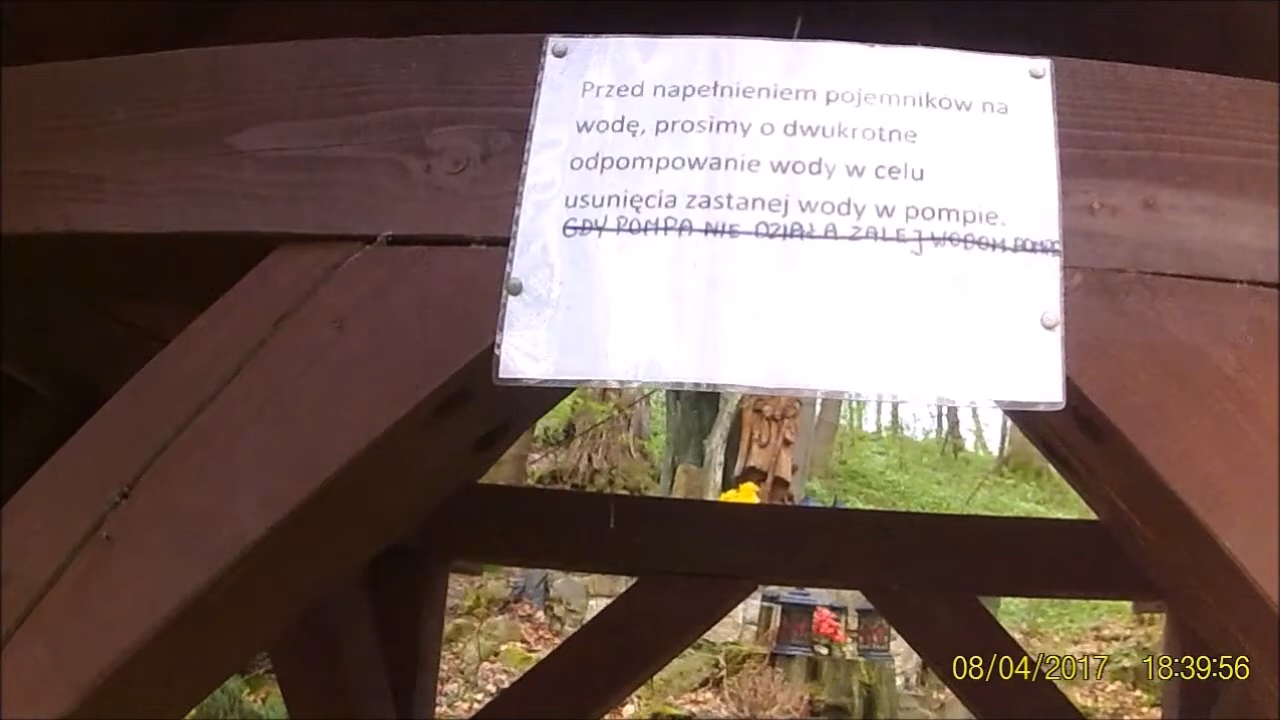 Przed napełnieniem pojemników na
wodę, prosimy o dwukrotne
odpompowanie wody w celu
usunięcia zastanej wody w pompie.
GDY POMPA NIE DZIAŁA ZALEJ WODOM POMPE
08/04/2017 18:39:56